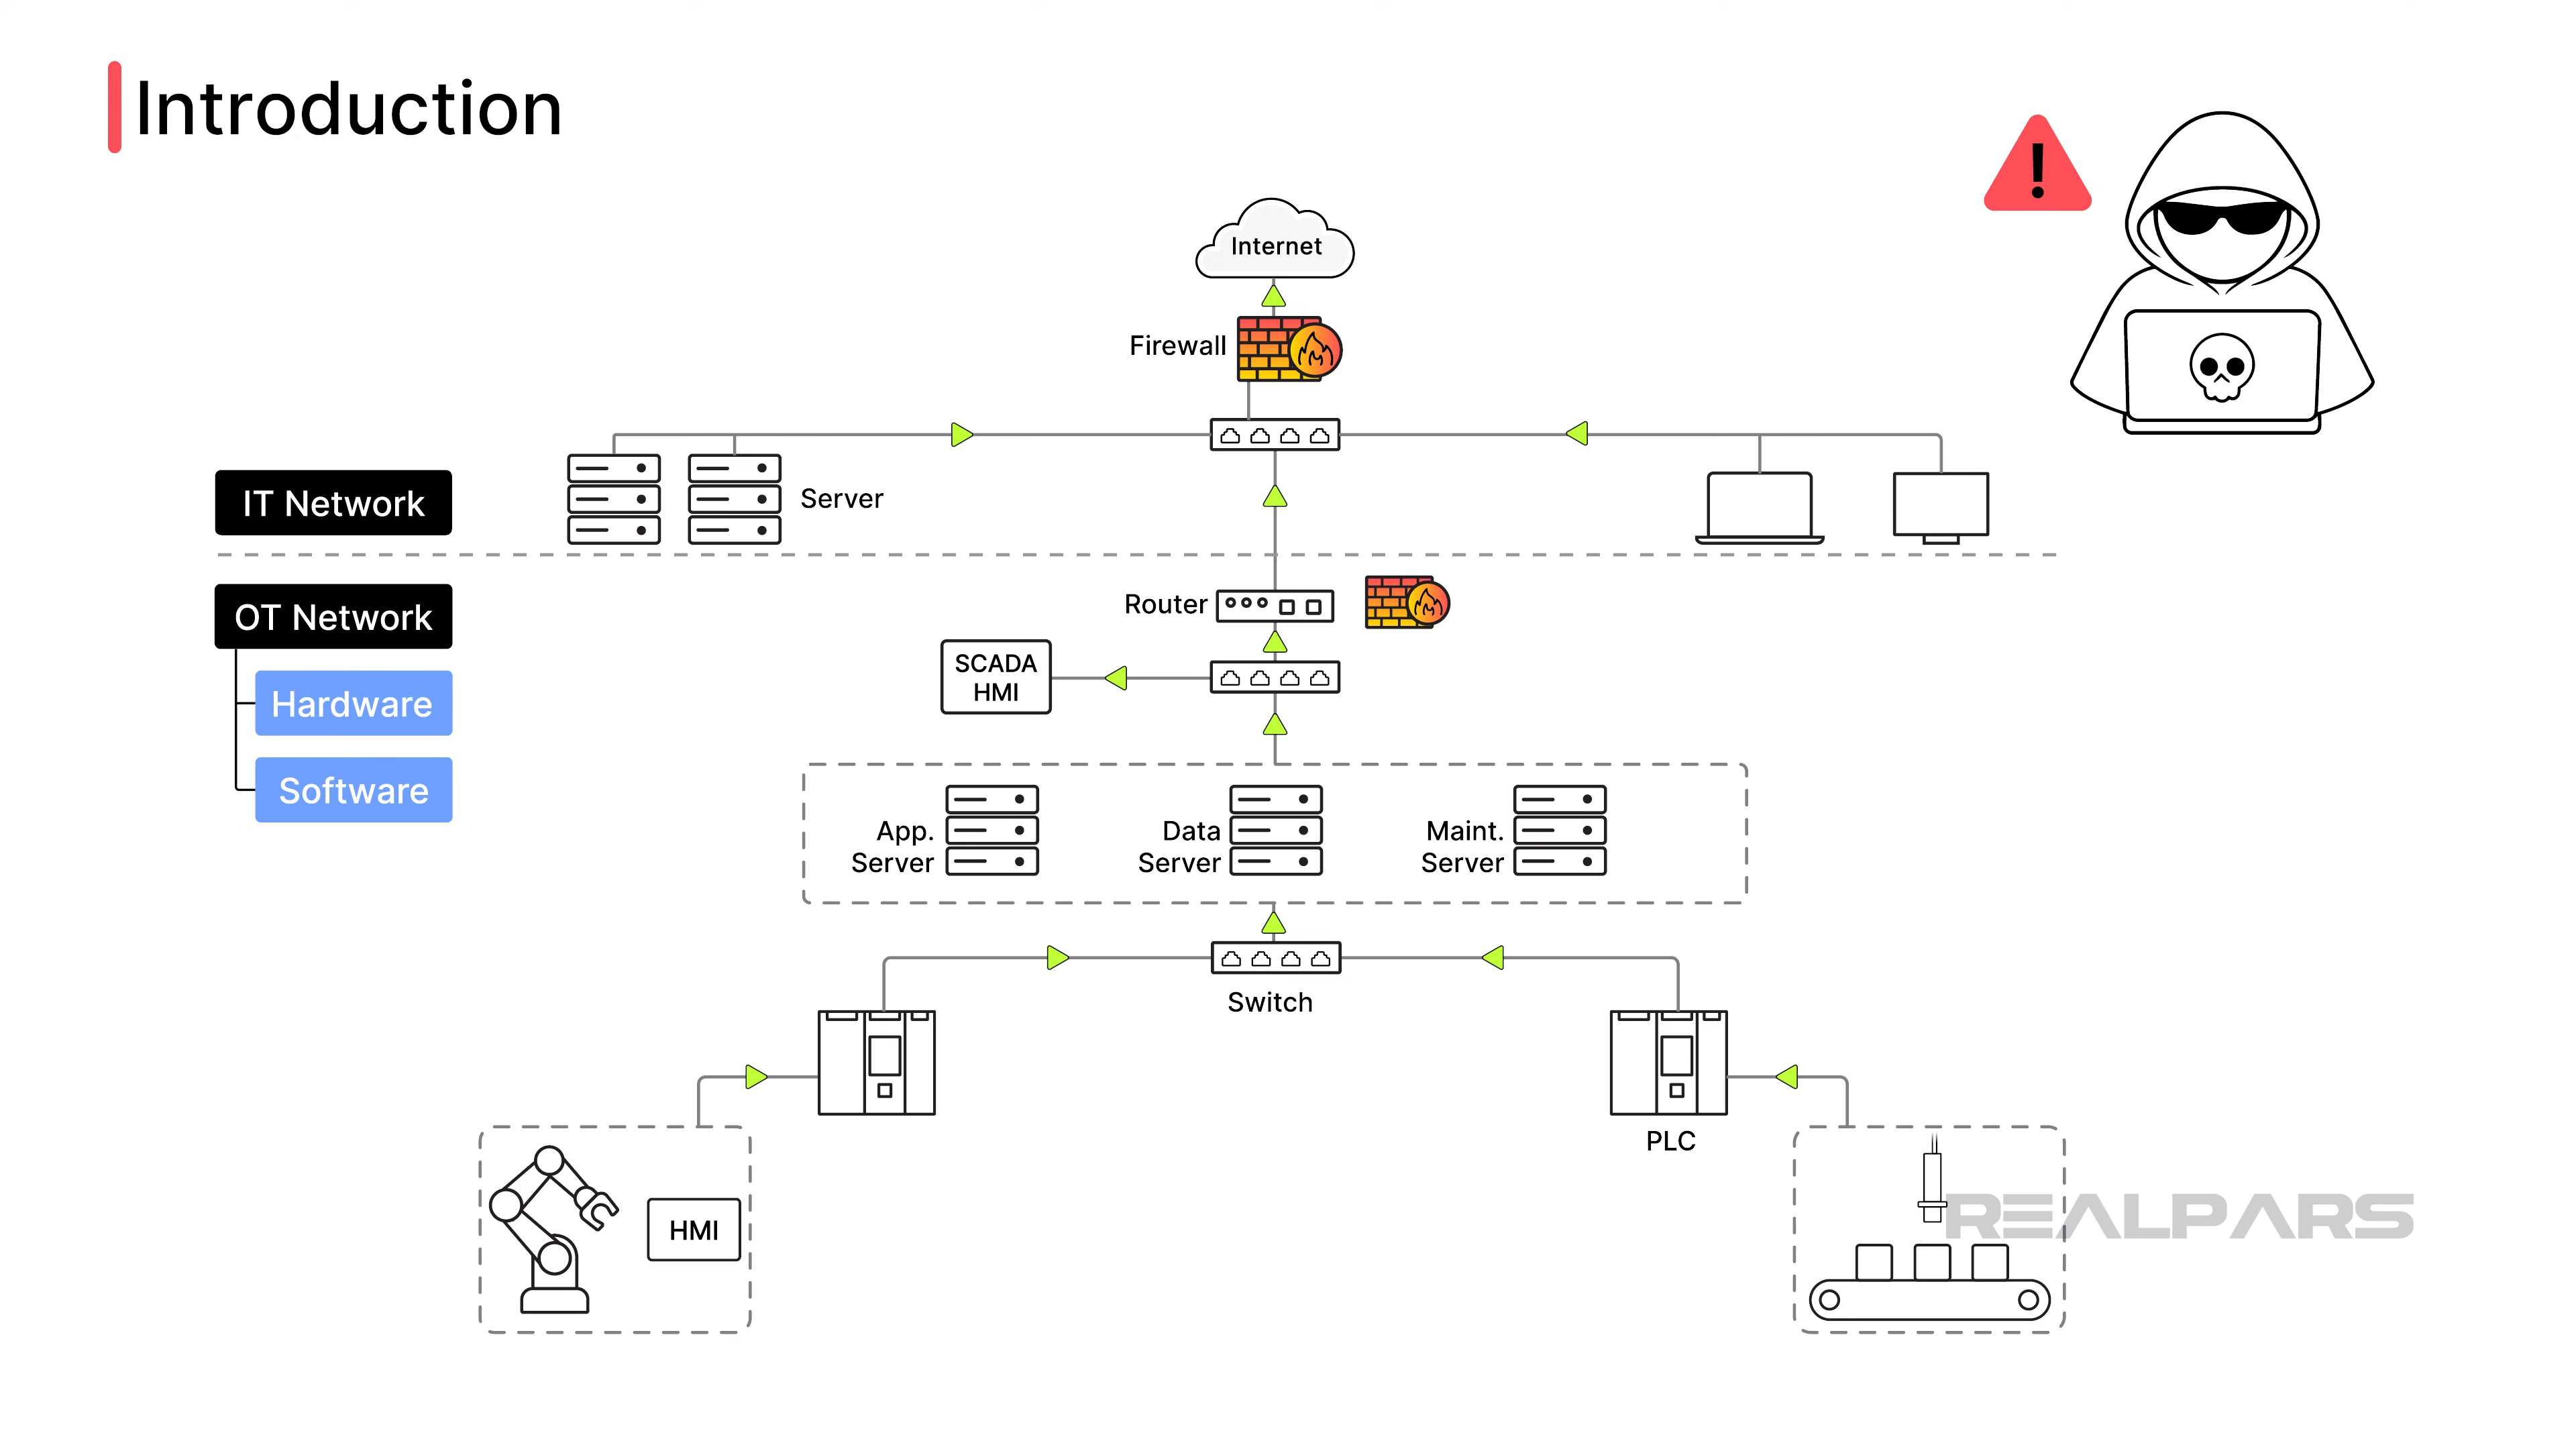 Introduction
!
Internet
Firewall
IT Network
Server
OT Network
Router
Hardware
SCADA
HMI
Software
App.
Server
Data
Server
Maint.
Server
Switch
PLC
HMI
REALPARS